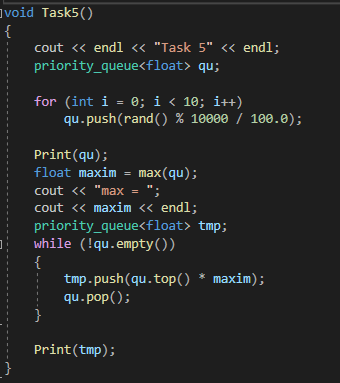 void Task5()
{
cout << endl << "Task 5" << endl;
priority_queue<float> qu;
for (int i = 0; i < 10; i++)
qu.push(rand() % 10000 / 100.0);
Print(qu);
float maxim = max(qu);
cout << "max = ";
cout << maxim << endl;
priority_queue<float> tmp;
while (!qu.empty())
{
tmp.push(qu.top() * maxim);
qu.pop();
}
Print(tmp);
}